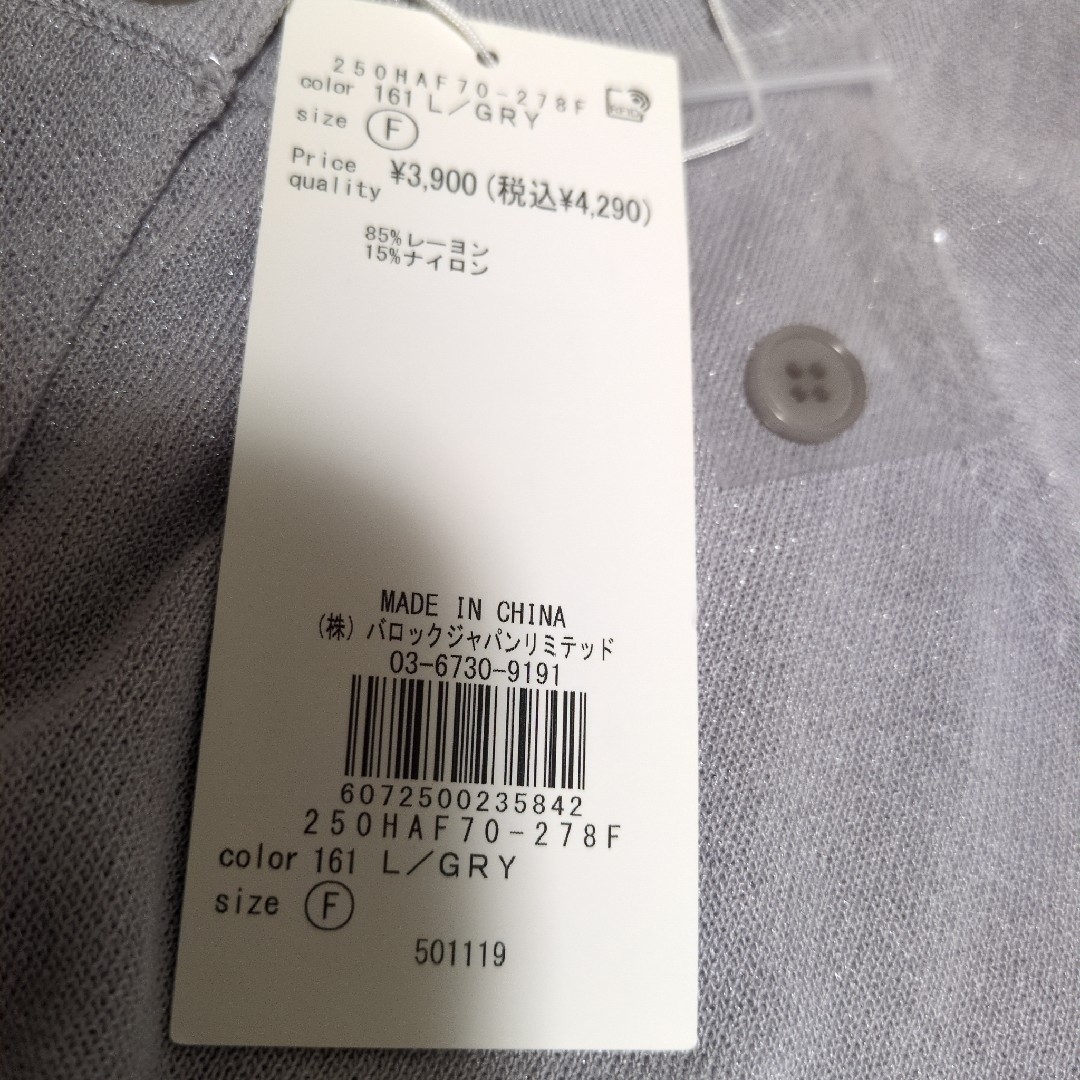 250HAF70-278F
color 161 L/GRY
size Ⓕ
Price ¥3,900 (税込¥4,290)
quality
85%レーヨン
15%ナイロン
MADE IN CHINA
(株) バロックジャパンリミテッド
03-6730-9191
6072500235842
250HAF70-278F
color 161 L/GRY
size Ⓕ
501119